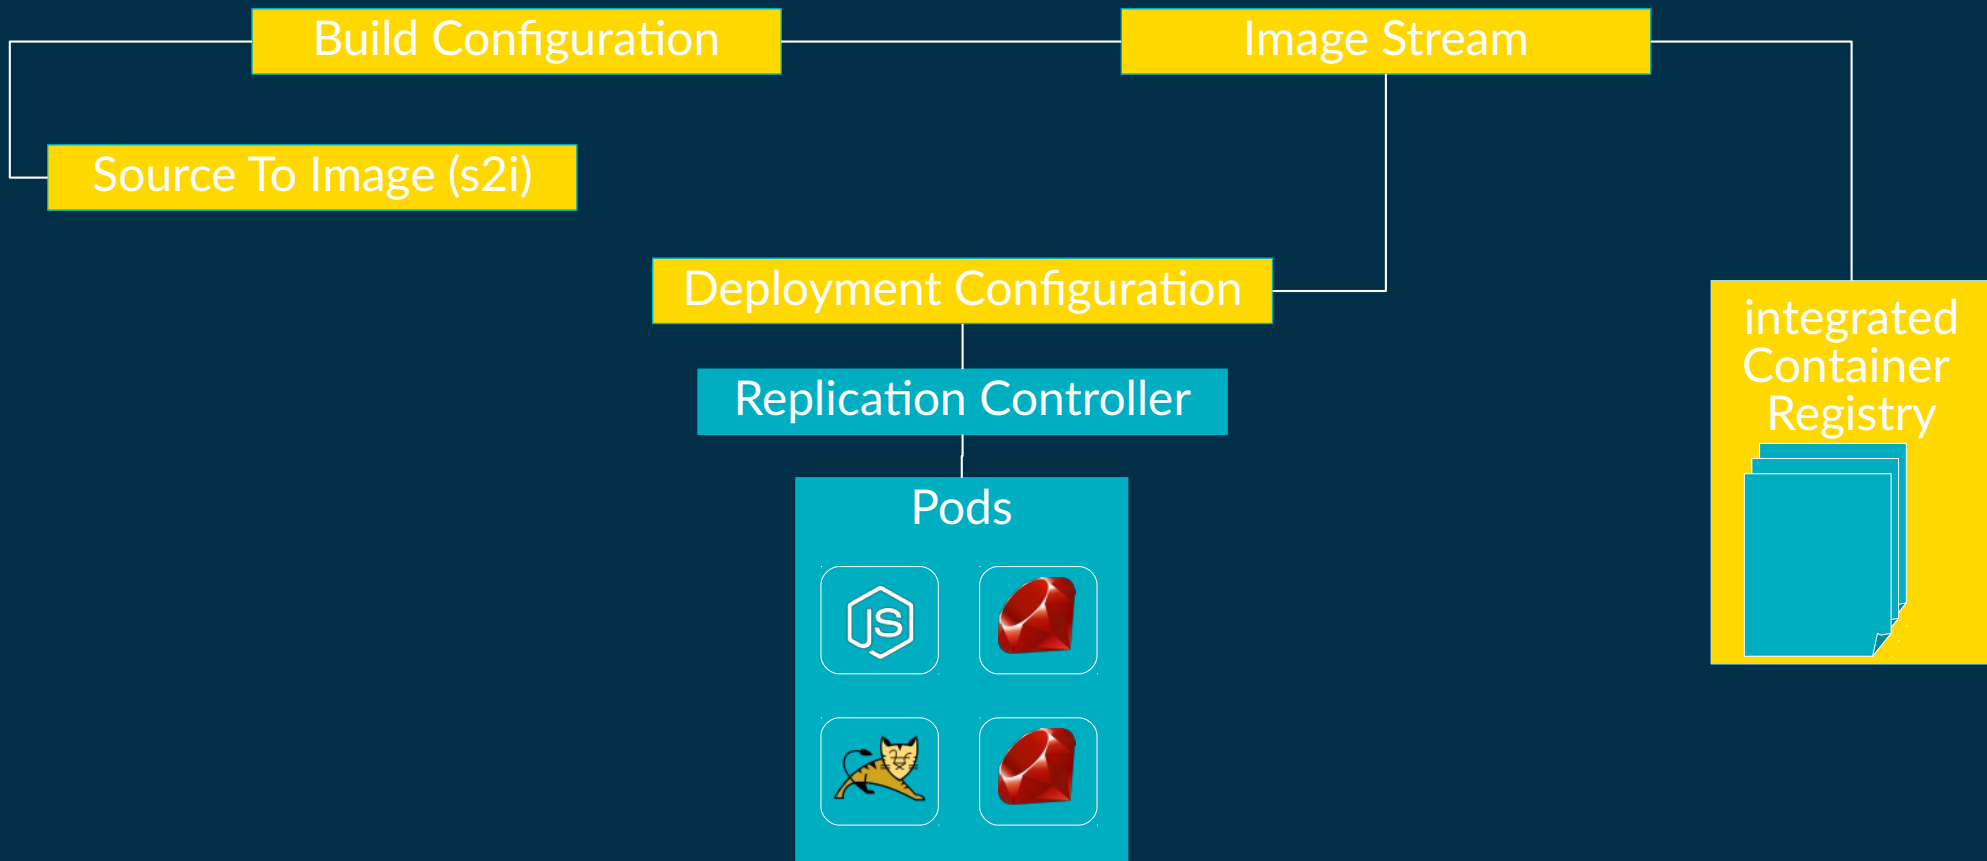 Build Configuration
Image Stream
Source To Image (s2i)
Deployment Configuration
integrated
Container
Registry
Replication Controller
Pods
JS